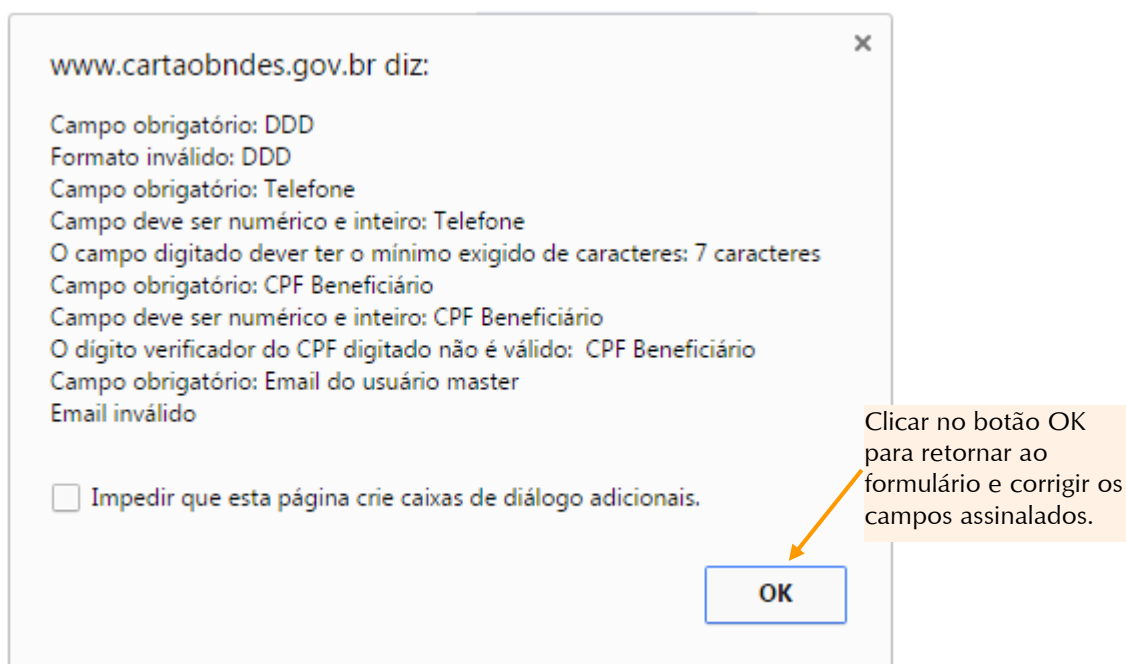 www.cartaobndes.gov.br diz:
Campo obrigatório: DDD
Formato inválido: DDD
Campo obrigatório: Telefone
Campo deve ser numérico e inteiro: Telefone
O campo digitado dever ter o mínimo exigido de caracteres: 7 caracteres
Campo obrigatório: CPF Beneficiário
Campo deve ser numérico e inteiro: CPF Beneficiário
O dígito verificador do CPF digitado não é válido: CPF Beneficiário
Campo obrigatório: Email do usuário master
Email inválido
Impedir que esta página crie caixas de diálogo adicionais.
OK
Clicar no botão OK
para retornar ao
formulário e corrigir os
campos assinalados.